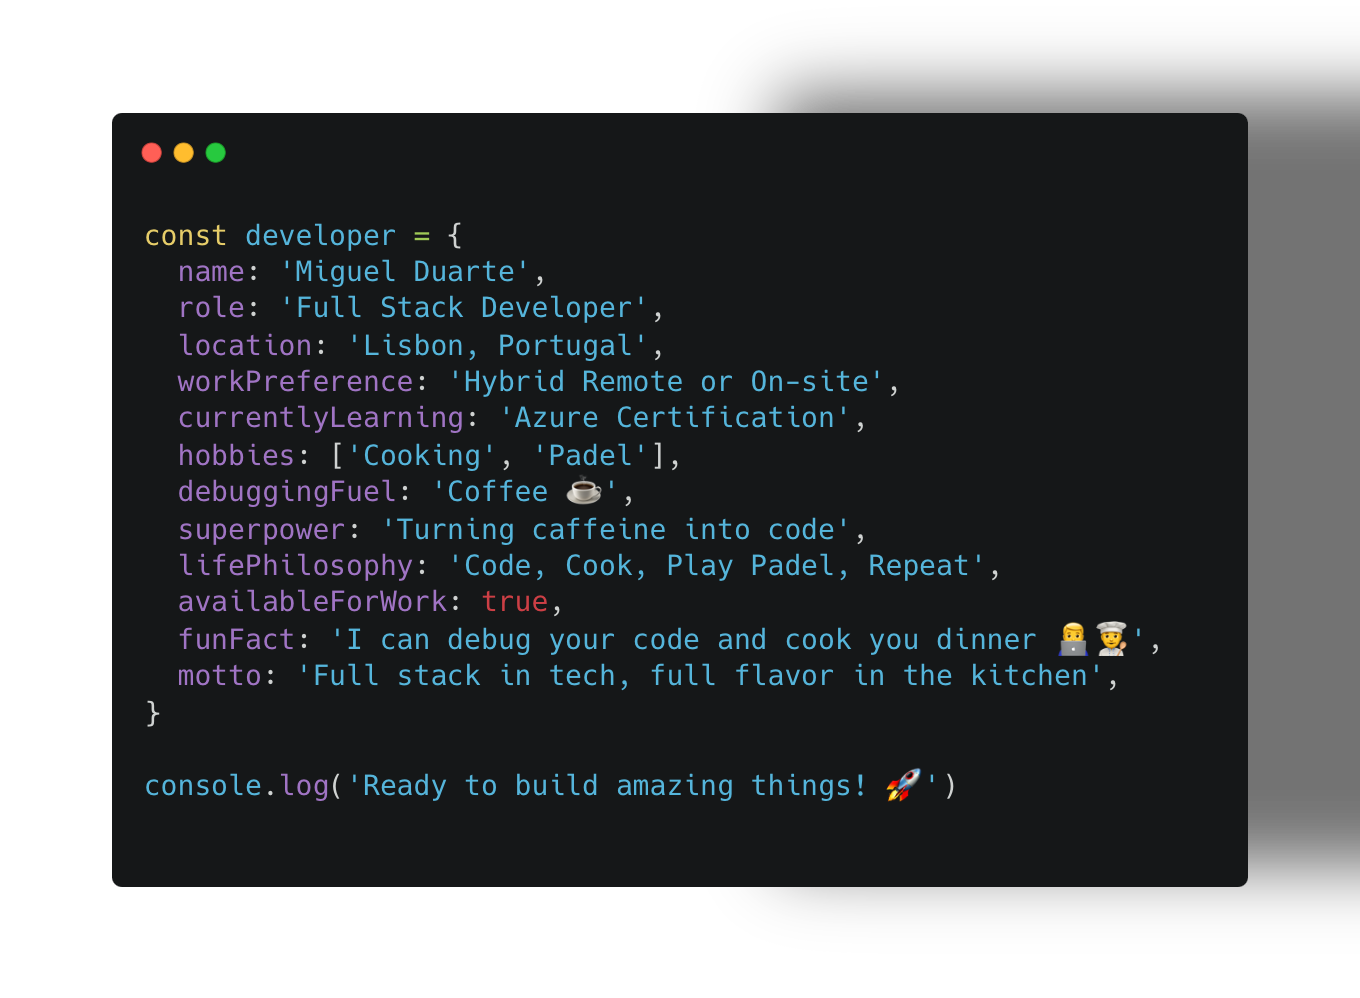 const developer = {
  name: 'Miguel Duarte',
  role: 'Full Stack Developer',
  location: 'Lisbon, Portugal',
  workPreference: 'Hybrid Remote or On-site',
  currentlyLearning: 'Azure Certification',
  hobbies: ['Cooking', 'Padel'],
  debuggingFuel: 'Coffee ☕',
  superpower: 'Turning caffeine into code',
  lifePhilosophy: 'Code, Cook, Play Padel, Repeat',
  availableForWork: true,
  funFact: 'I can debug your code and cook you dinner 👨‍💻👨‍🍳',
  motto: 'Full stack in tech, full flavor in the kitchen',
}
console.log('Ready to build amazing things! 🚀')